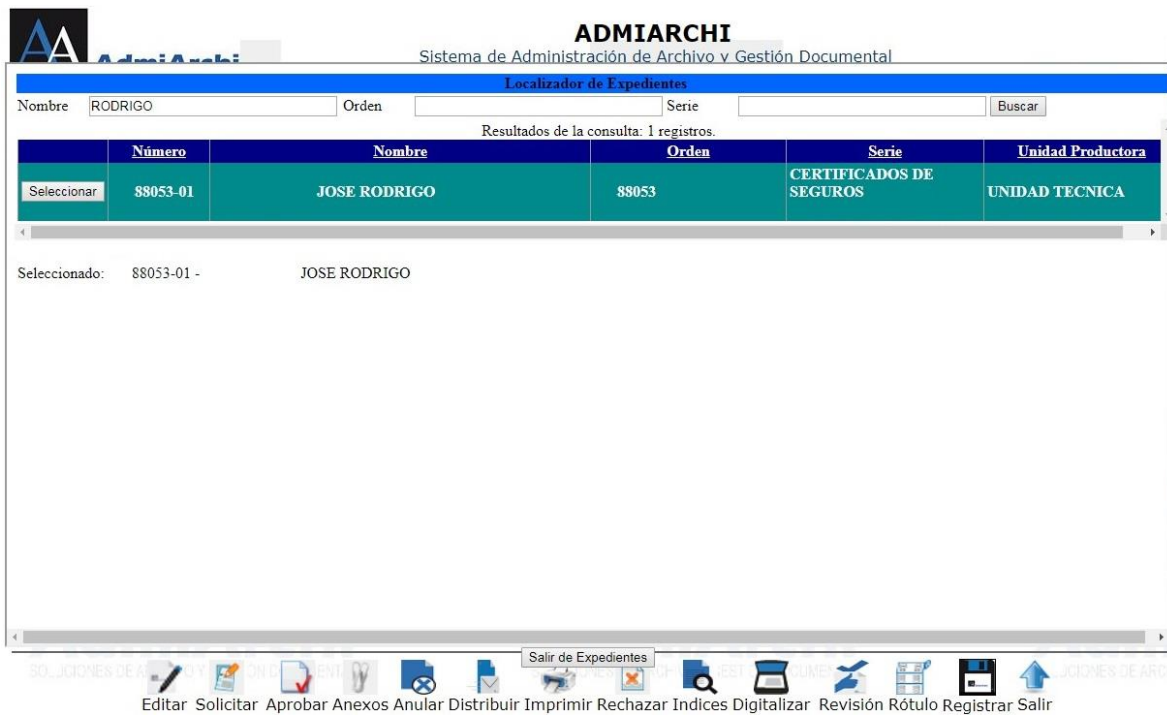 ADMIARCHI
AdmiArchi
Sistema de Administración de Archivo y Gestión Documental
Localizador de Expedientes
Nombre RODRIGO Orden Serie Buscar
Resultados de la consulta: 1 registros.
Número Nombre Orden Serie Unidad Productora
Seleccionar 88053-01 JOSE RODRIGO 88053 CERTIFICADOS DE SEGUROS UNIDAD TECNICA
Seleccionado: 88053-01 - JOSE RODRIGO
Salir de Expedientes
Editar Solicitar Aprobar Anexos Anular Distribuir Imprimir Rechazar Indices Digitalizar Revisión Rótulo Registrar Salir